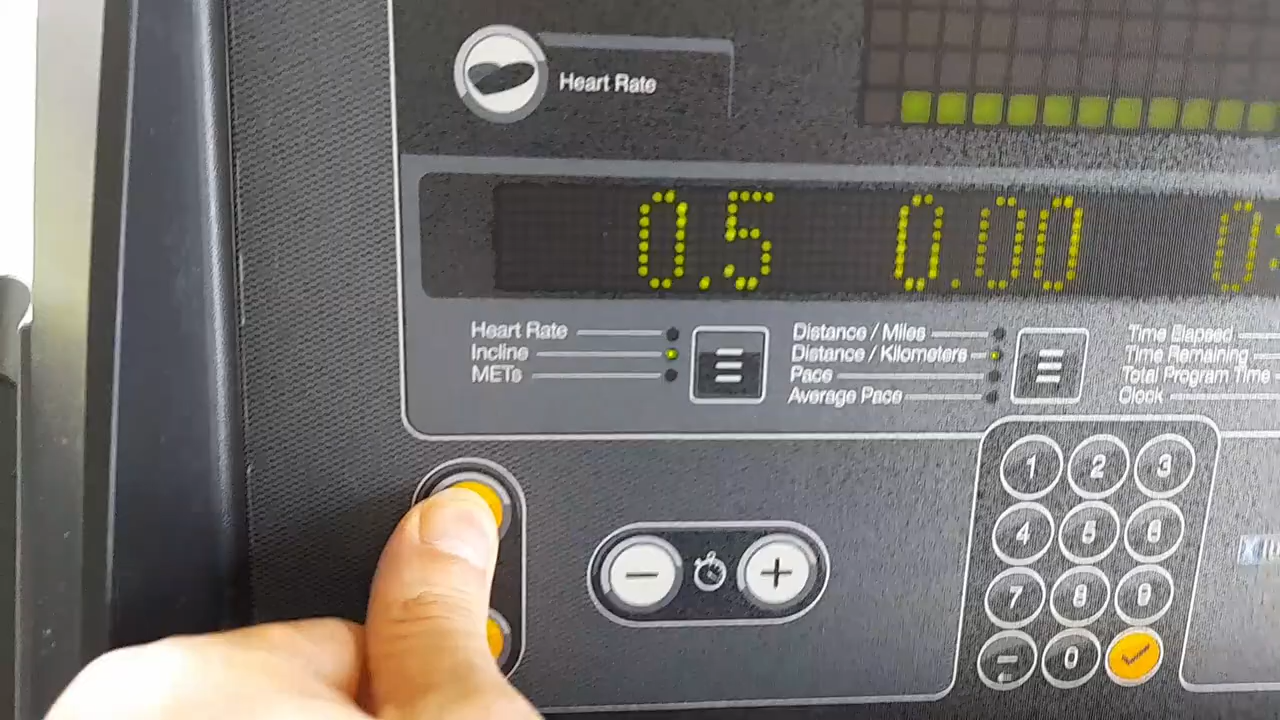 Heart Rate
0.5 0.00 0:
Heart Rate
Incline
METs
Distance / Miles
Distance / Kilometers
Pace
Average Pace
Time Elapsed
Time Remaining
Total Program Time
Clock
− +
1 2 3
4 5 6
7 8 9
0